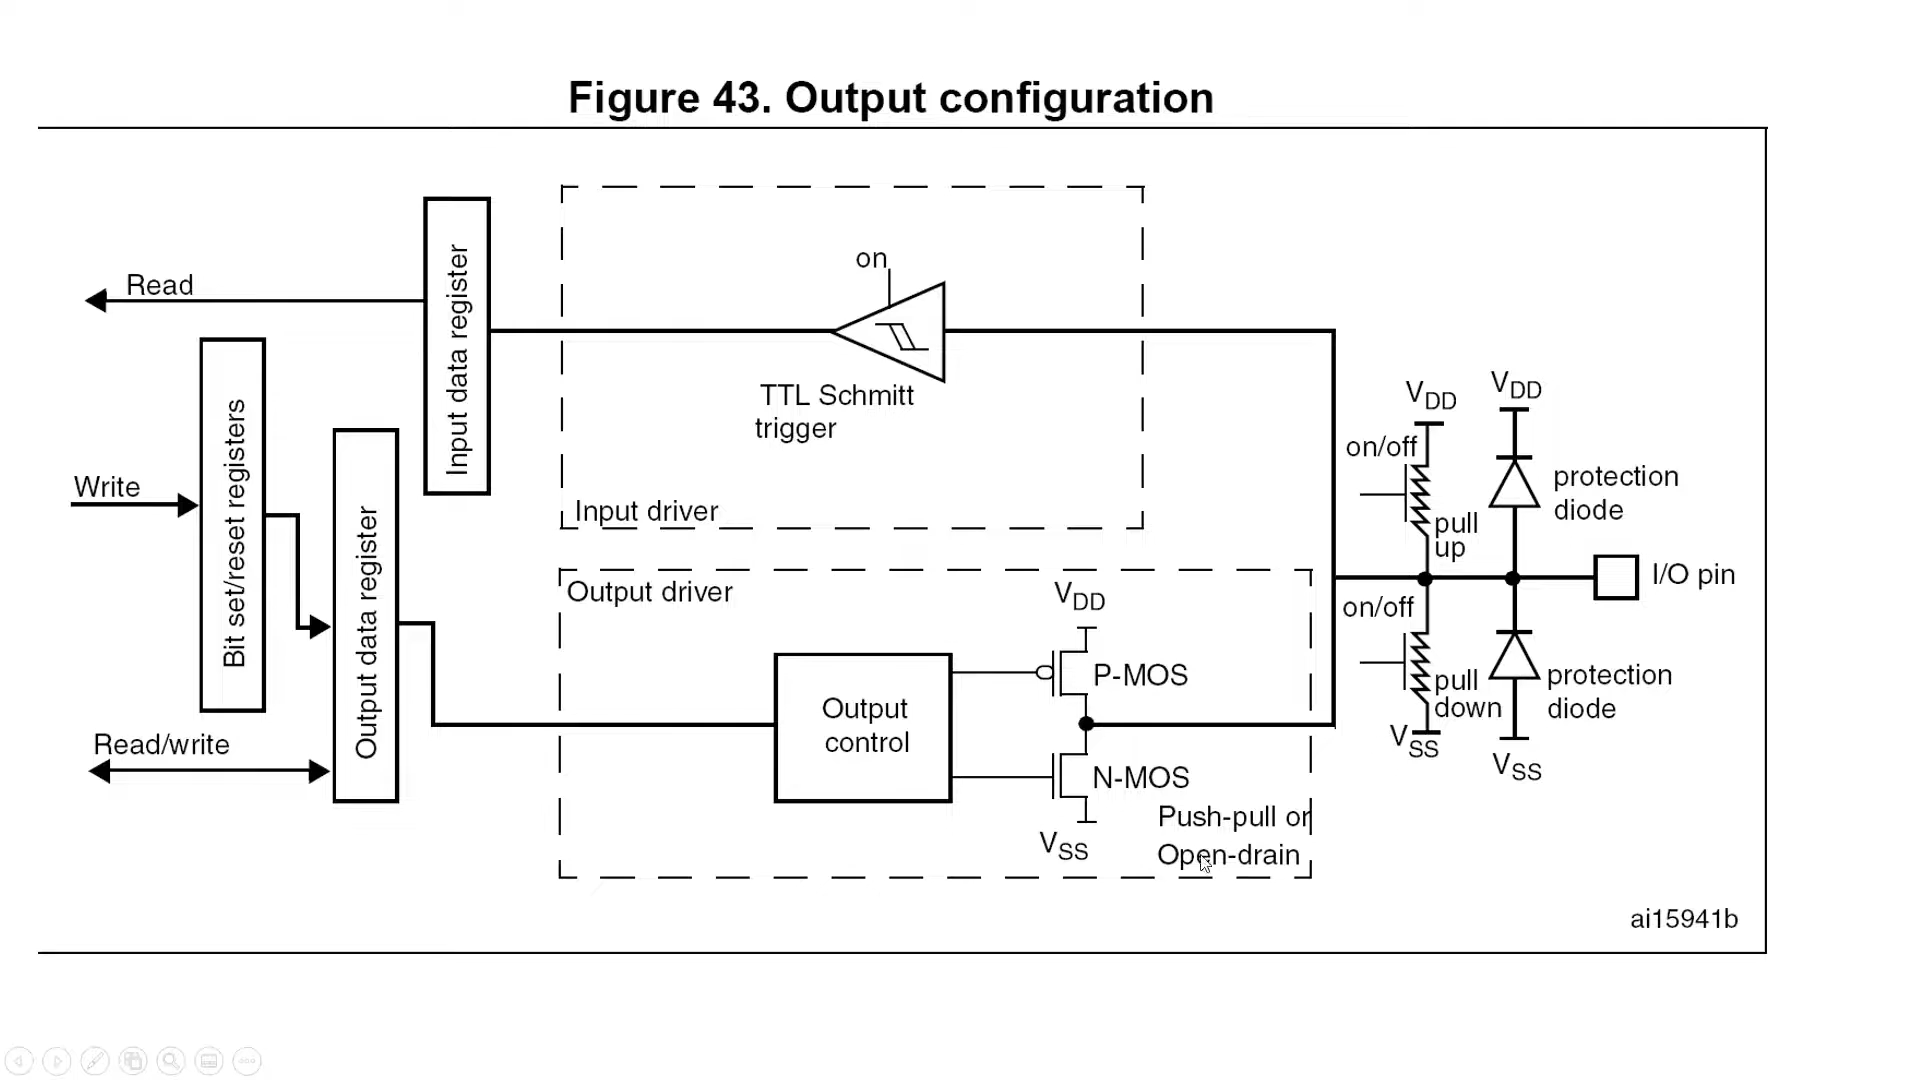 Figure 43. Output configuration
on
Read
Input data register
TTL Schmitt
trigger
Input driver
Write
Bit set/reset registers
Output data register
Read/write
Output driver
VDD
P-MOS
Output
control
N-MOS
VSS
Push-pull or
Open-drain
VDD
on/off
pull
up
on/off
pull
down
VSS
VDD
protection
diode
I/O pin
protection
diode
VSS
ai15941b